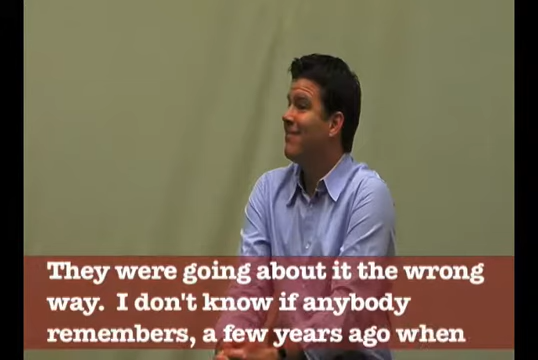 They were going about it the wrong
way.  I don't know if anybody
remembers, a few years ago when